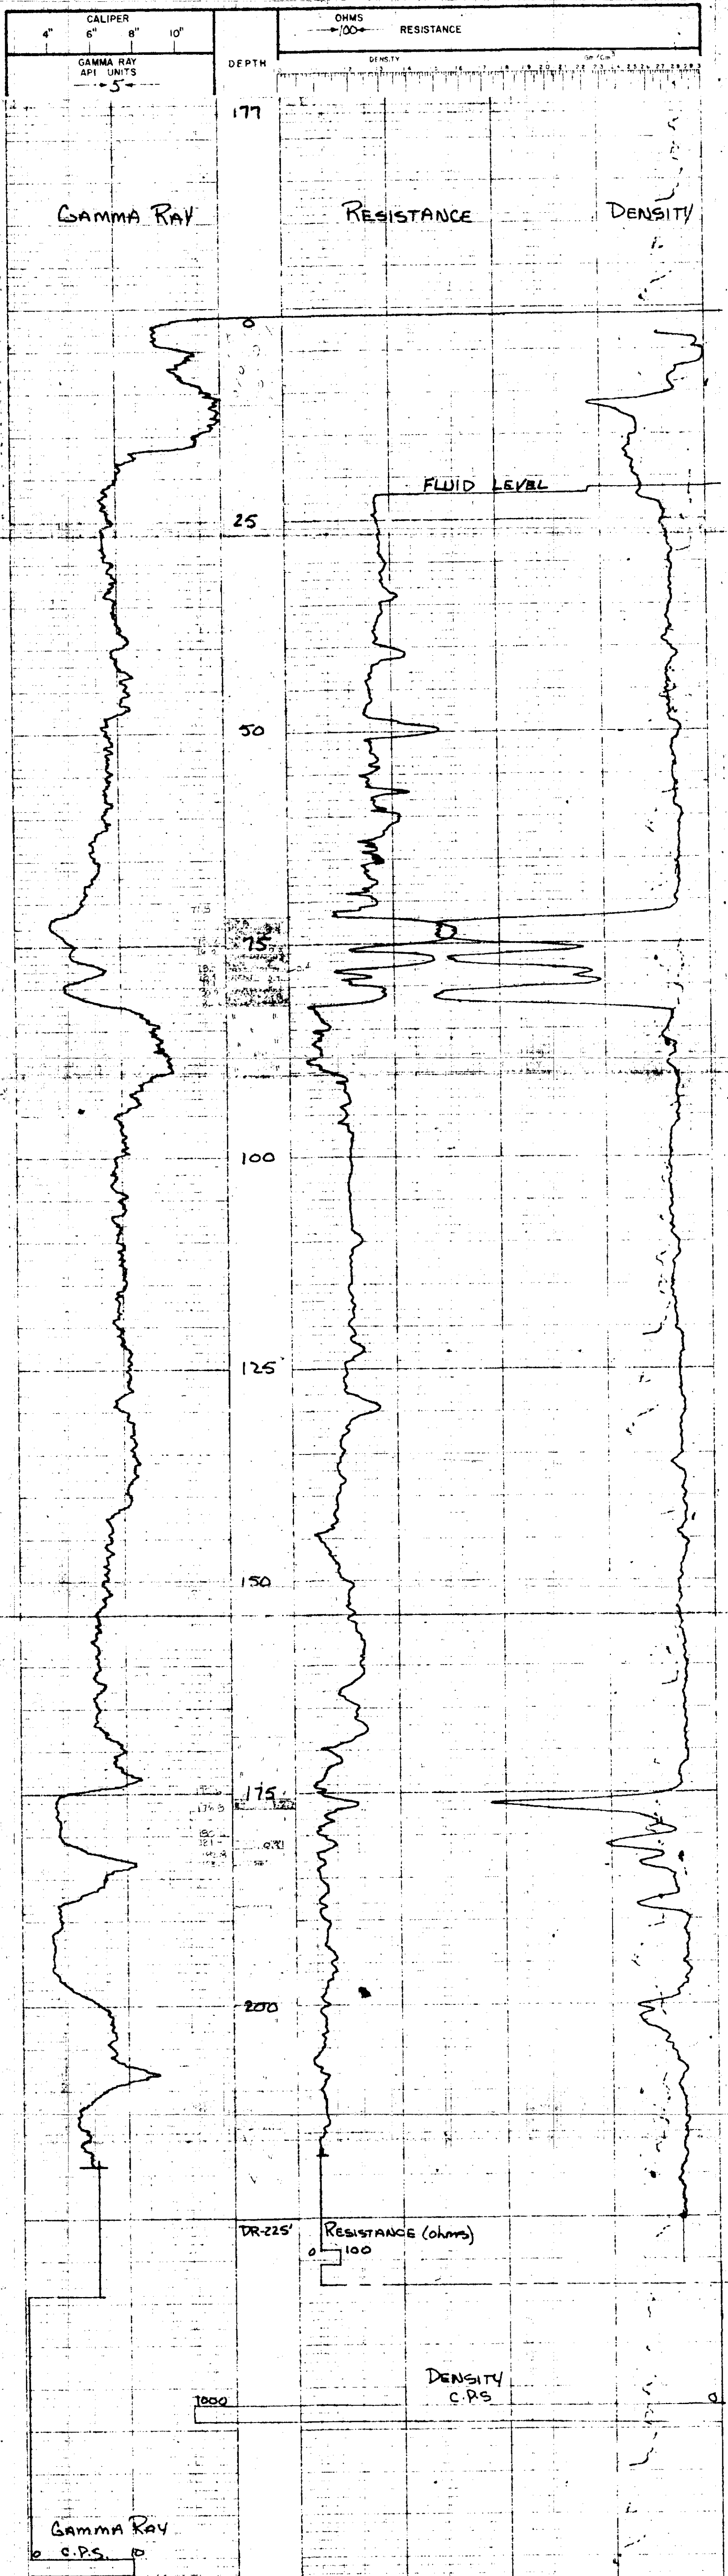 CALIPER
4" 6" 8" 10"
GAMMA RAY
API UNITS
5
DEPTH
OHMS
100 RESISTANCE
DENSITY Gm/Cm³
177
GAMMA RAY RESISTANCE DENSITY
0
FLUID LEVEL
25
50
75
100
125
150
175
200
DR-225' RESISTANCE (ohms)
0 100
DENSITY
C.P.S
1000 0
GAMMA RAY
0 C.P.S. 10